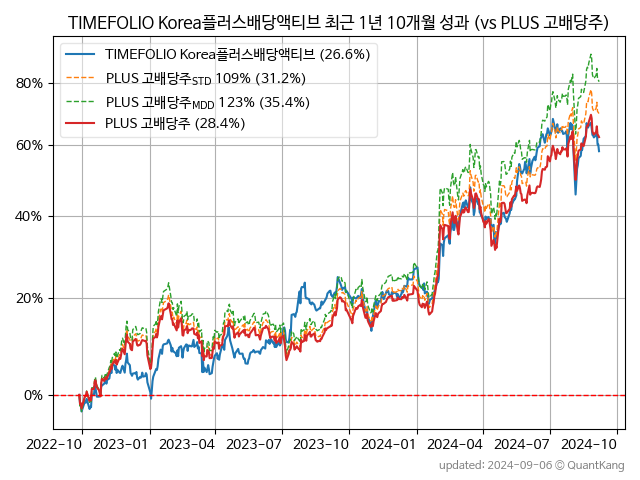 TIMEFOLIO Korea플러스배당액티브 최근 1년 10개월 성과 (vs PLUS 고배당주)
TIMEFOLIO Korea플러스배당액티브 (26.6%)
PLUS 고배당주STD 109% (31.2%)
PLUS 고배당주MDD 123% (35.4%)
PLUS 고배당주 (28.4%)
80%
60%
40%
20%
0%
2022-10 2023-01 2023-04 2023-07 2023-10 2024-01 2024-04 2024-07 2024-10
updated: 2024-09-06 © QuantKang